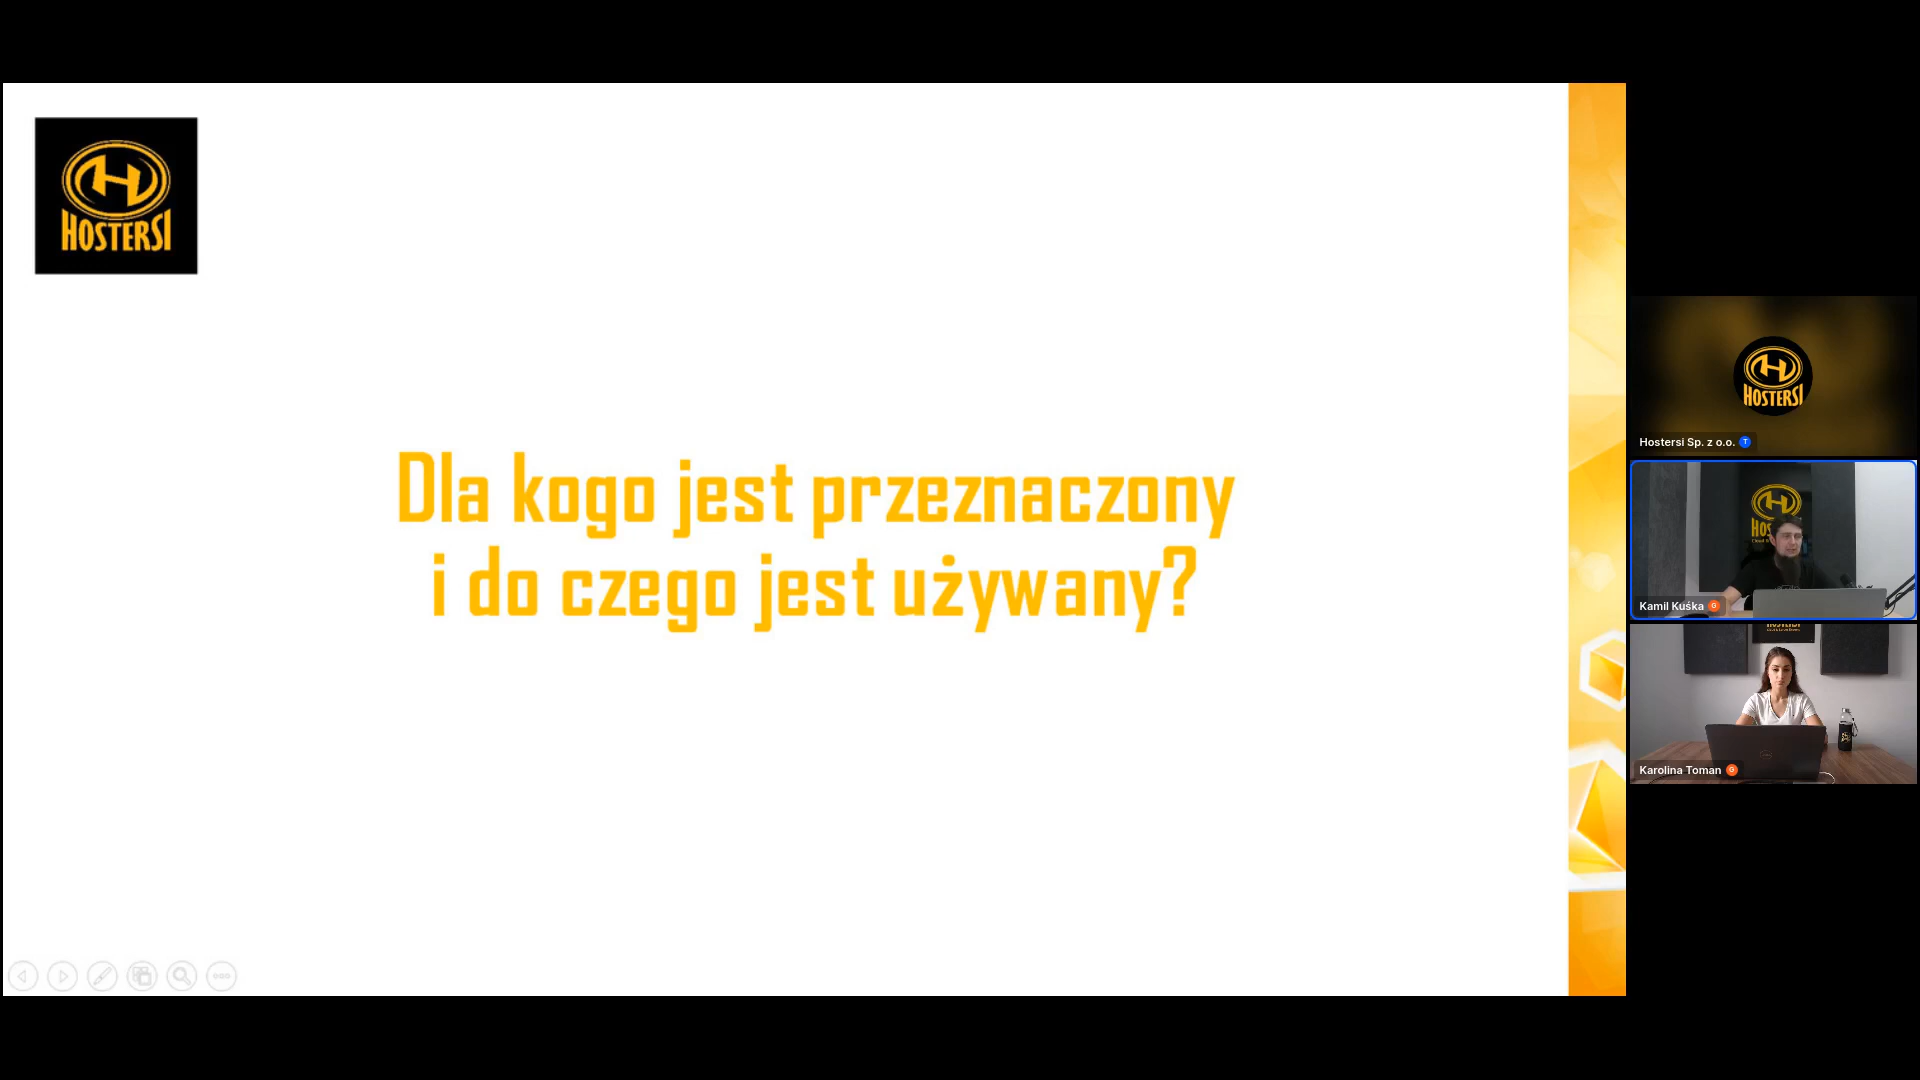 HOSTERSI
Dla kogo jest przeznaczony
i do czego jest używany?
HOSTERSI
Hostersi Sp. z o.o. T
Kamil Kuśka G
Karolina Toman G